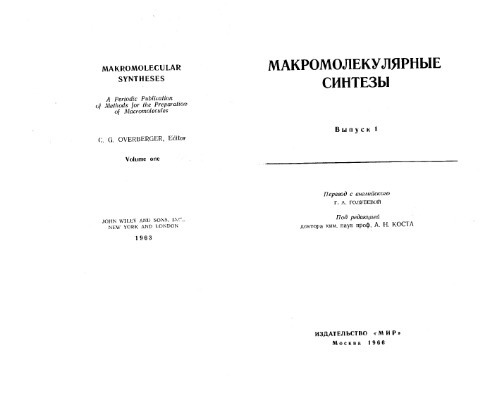 MAKROMOLECULAR
SYNTHESES
A Periodic Publication
of Methods for the Preparation
of Macromolecules
C. G. OVERBERGER, Editor
Volume one
JOHN WILEY AND SONS, INC.,
NEW YORK AND LONDON
1963
МАКРОМОЛЕКУЛЯРНЫЕ
СИНТЕЗЫ
Выпуск 1
Перевод с английского
Г. А.
Под редакцией
доктора хим. наук проф. А. Н. КОСТА
ИЗДАТЕЛЬСТВО «МИР»
Москва 1966